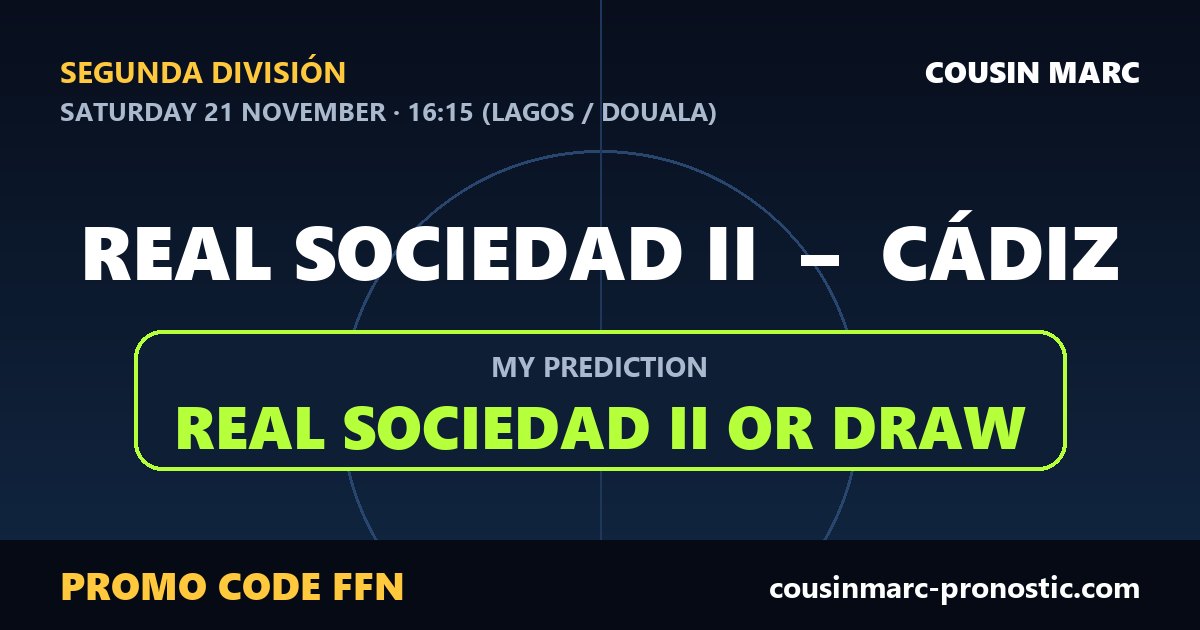 SEGUNDA DIVISIÓN
COUSIN MARC
SATURDAY 21 NOVEMBER · 16:15 (LAGOS / DOUALA)
REAL SOCIEDAD II – CÁDIZ
MY PREDICTION
REAL SOCIEDAD II OR DRAW
PROMO CODE FFN
cousinmarc-pronostic.com